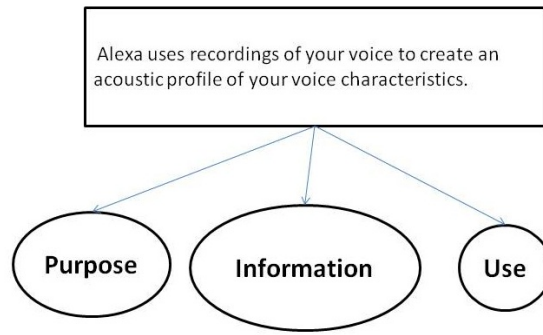 Alexa uses recordings of your voice to create an
acoustic profile of your voice characteristics.
Purpose
Information
Use